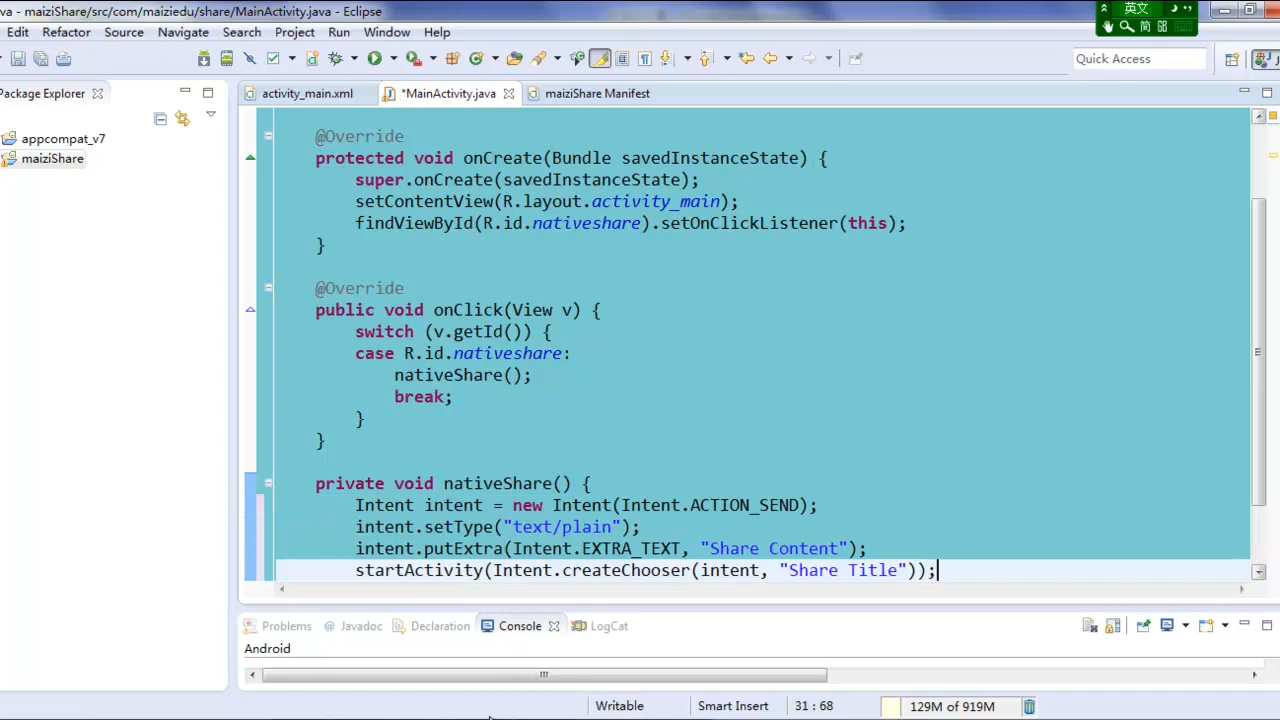 va - maiziShare/src/com/maiziedu/share/MainActivity.java - Eclipse
英文
简
Edit Refactor Source Navigate Search Project Run Window Help
Quick Access
Package Explorer
activity_main.xml *MainActivity.java maiziShare Manifest
appcompat_v7
maiziShare
@Override
protected void onCreate(Bundle savedInstanceState) {
super.onCreate(savedInstanceState);
setContentView(R.layout.activity_main);
findViewById(R.id.nativeshare).setOnClickListener(this);
}
@Override
public void onClick(View v) {
switch (v.getId()) {
case R.id.nativeshare:
nativeShare();
break;
}
}
private void nativeShare() {
Intent intent = new Intent(Intent.ACTION_SEND);
intent.setType("text/plain");
intent.putExtra(Intent.EXTRA_TEXT, "Share Content");
startActivity(Intent.createChooser(intent, "Share Title"));
Problems @ Javadoc Declaration Console LogCat
Android
Writable Smart Insert 31 : 68 129M of 919M